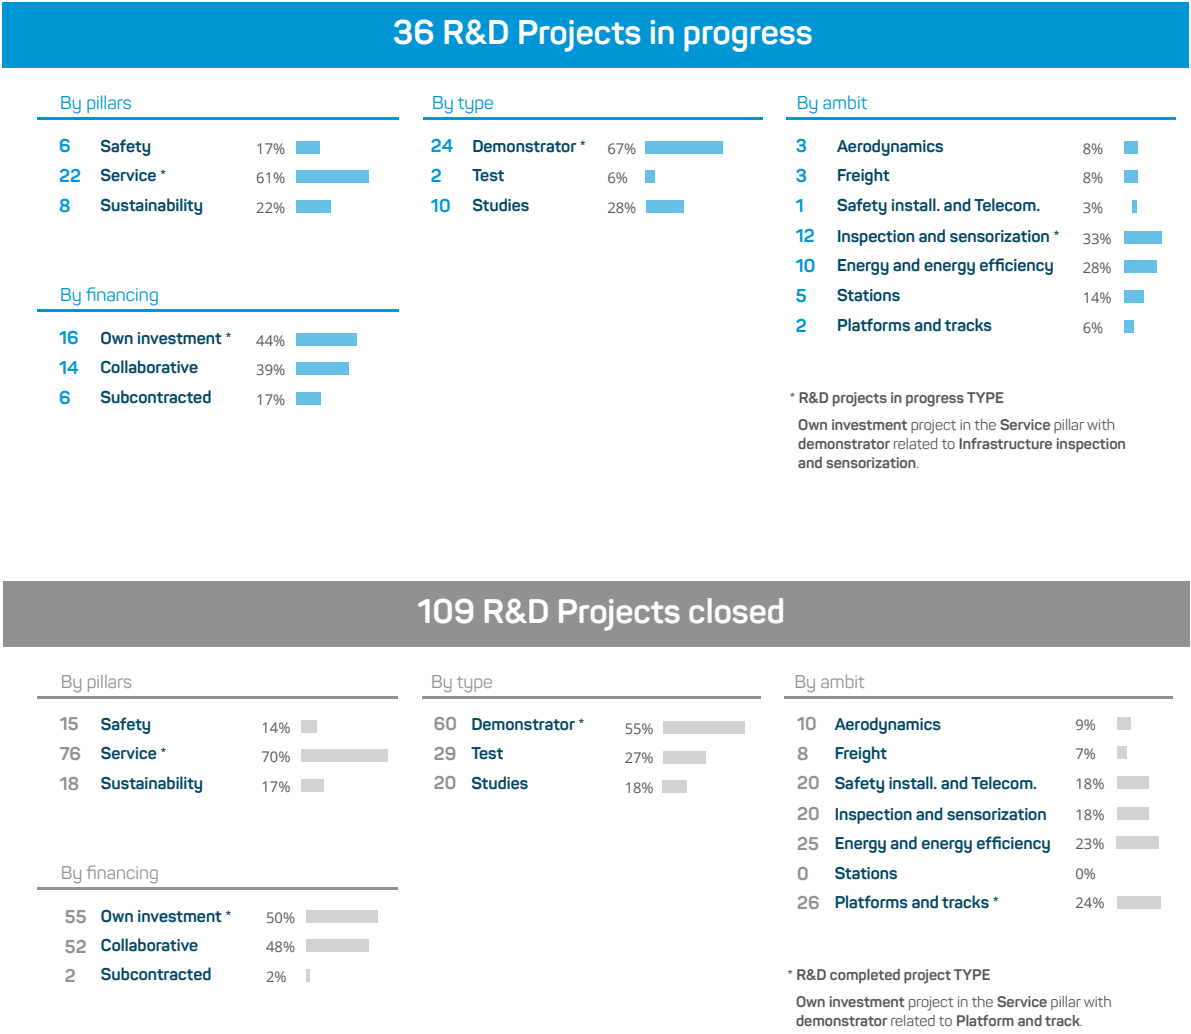 36 R&D Projects in progress
By pillars
6 Safety 17%
22 Service * 61%
8 Sustainability 22%
By type
24 Demonstrator * 67%
2 Test 6%
10 Studies 28%
By ambit
3 Aerodynamics 8%
3 Freight 8%
1 Safety install. and Telecom. 3%
12 Inspection and sensorization * 33%
10 Energy and energy efficiency 28%
5 Stations 14%
2 Platforms and tracks 6%
By financing
16 Own investment * 44%
14 Collaborative 39%
6 Subcontracted 17%
* R&D projects in progress TYPE
Own investment project in the Service pillar with
demonstrator related to Infrastructure inspection
and sensorization.
109 R&D Projects closed
By pillars
15 Safety 14%
76 Service * 70%
18 Sustainability 17%
By type
60 Demonstrator * 55%
29 Test 27%
20 Studies 18%
By ambit
10 Aerodynamics 9%
8 Freight 7%
20 Safety install. and Telecom. 18%
20 Inspection and sensorization 18%
25 Energy and energy efficiency 23%
0 Stations 0%
26 Platforms and tracks * 24%
By financing
55 Own investment * 50%
52 Collaborative 48%
2 Subcontracted 2%
* R&D completed project TYPE
Own investment project in the Service pillar with
demonstrator related to Platform and track.